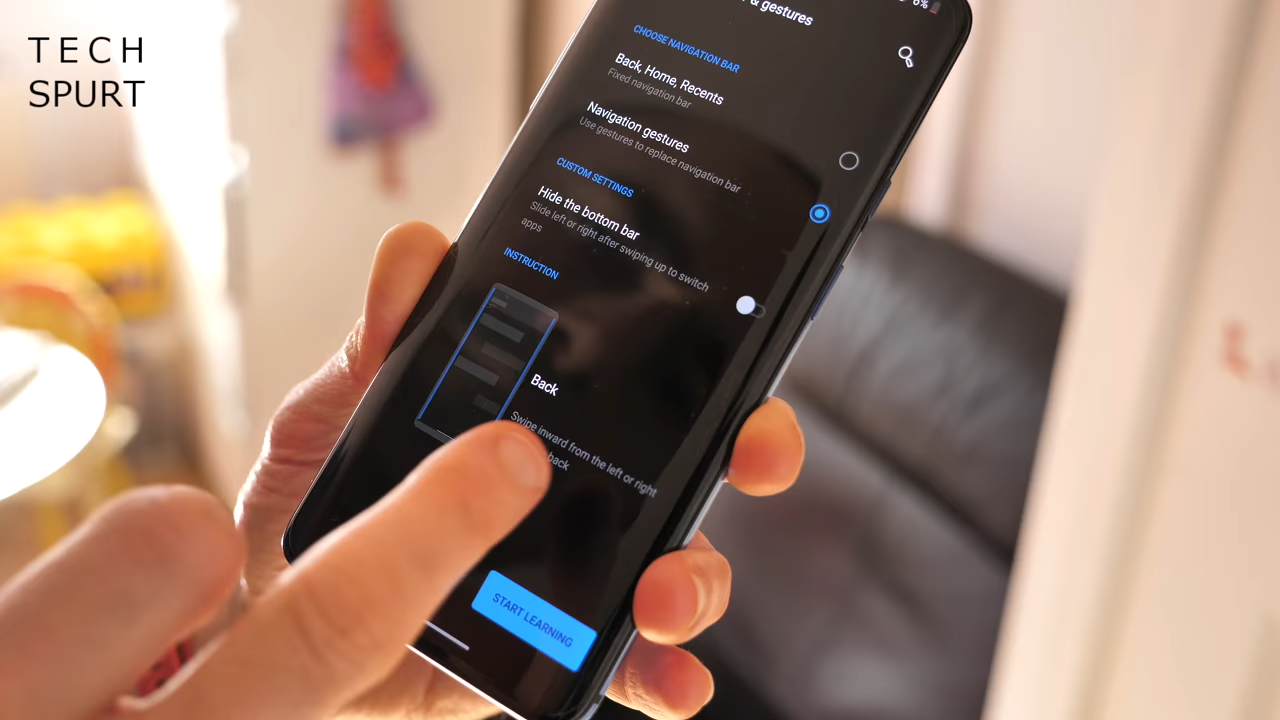 TECH
SPURT
& gestures
6%
CHOOSE NAVIGATION BAR
Back, Home, Recents
Fixed navigation bar
Navigation gestures
Use gestures to replace navigation bar
CUSTOM SETTINGS
Hide the bottom bar
Slide left or right after swiping up to switch
apps
INSTRUCTION
Back
Swipe inward from the left or right
back
START LEARNING